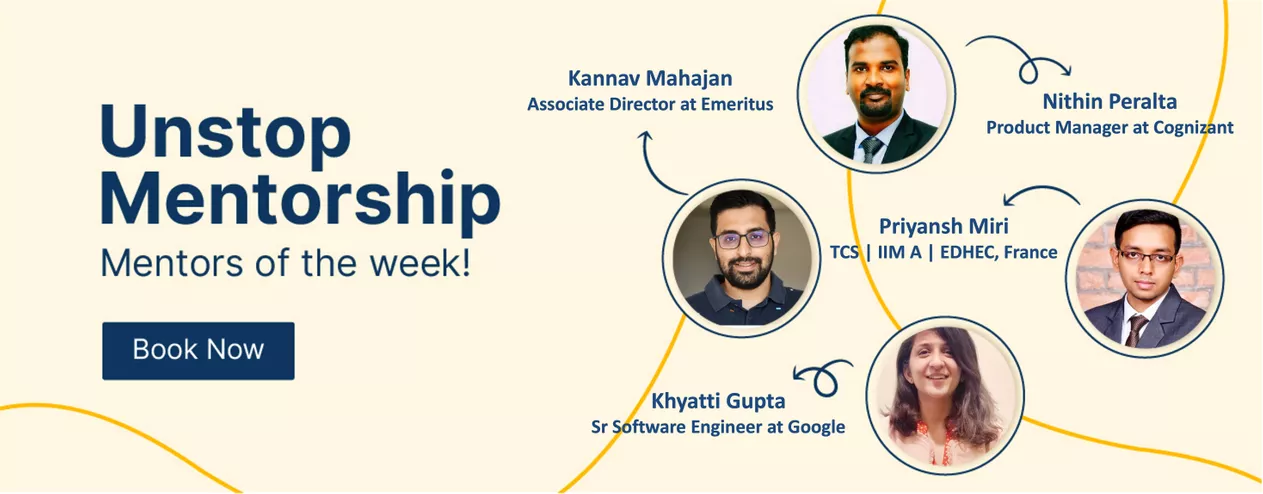 Unstop
Mentorship
Mentors of the week!
Book Now
Kannav Mahajan
Associate Director at Emeritus
Nithin Peralta
Product Manager at Cognizant
Priyansh Miri
TCS | IIM A | EDHEC, France
Khyatti Gupta
Sr Software Engineer at Google